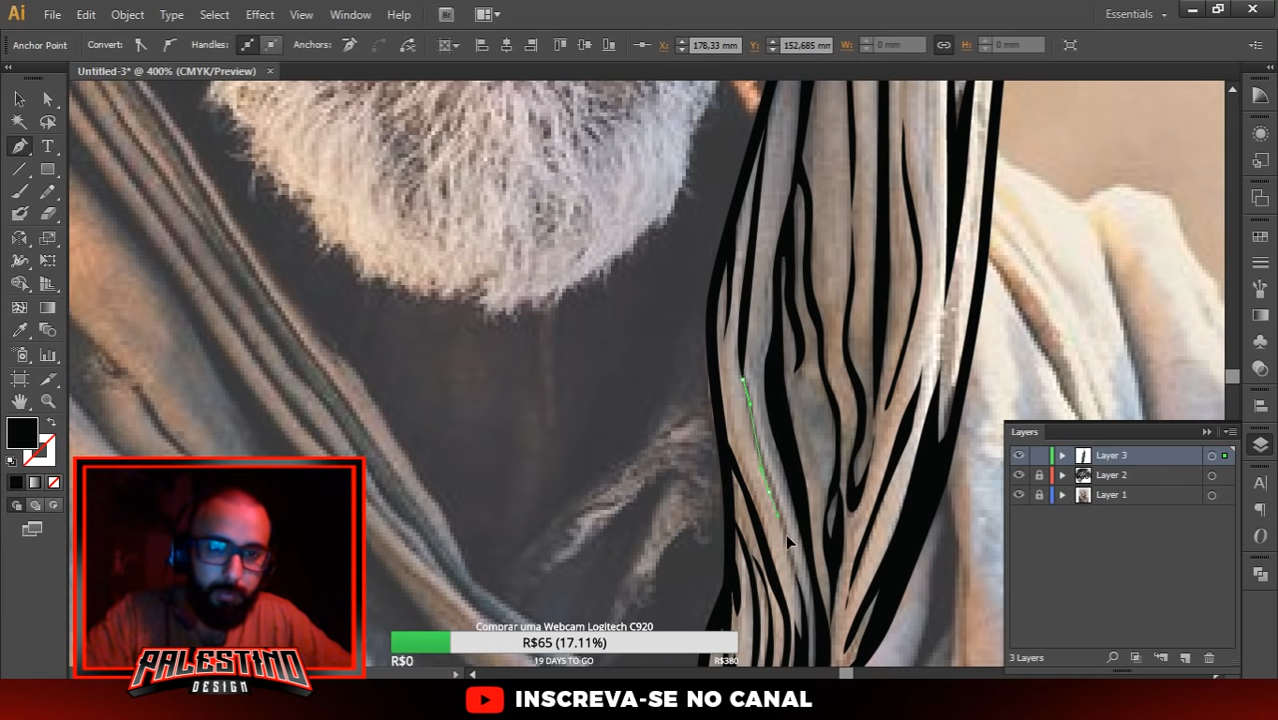 Ai File Edit Object Type Select Effect View Window Help Br Essentials
Anchor Point Convert: Handles: Anchors: X: 178,33 mm Y: 152,685 mm W: 0 mm H: 0 mm
Untitled-3* @ 400% (CMYK/Preview) ×
Layers
Layer 3
Layer 2
Layer 1
3 Layers
Comprar uma Webcam Logitech C920
R$65 (17.11%)
R$0 19 DAYS TO GO R$380
PALESTINO
DESIGN
INSCREVA-SE NO CANAL